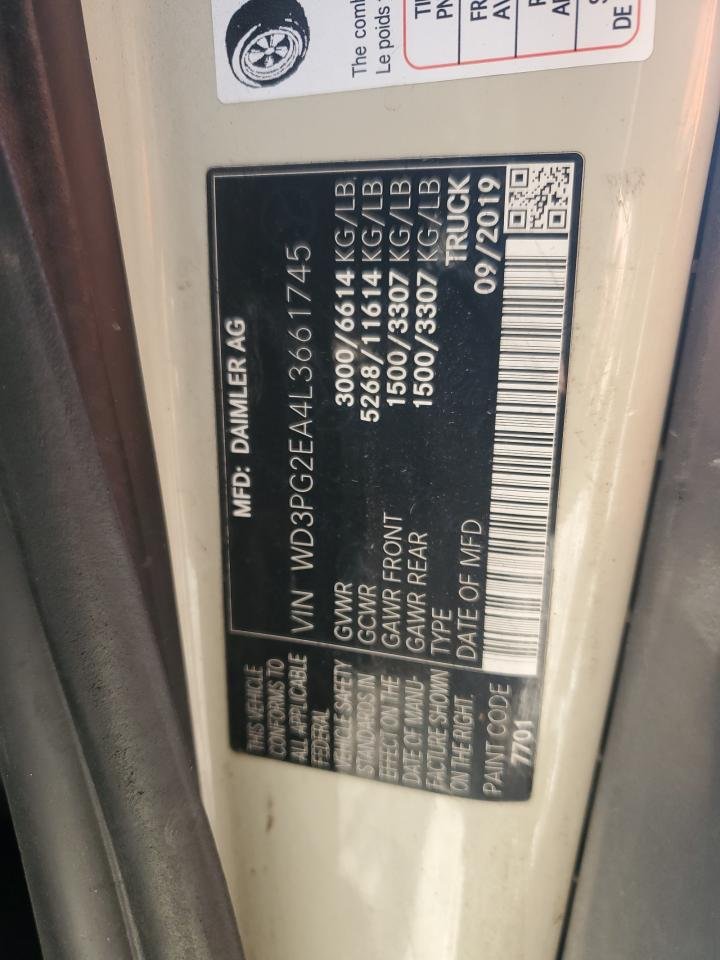 The
Le poids
MFD: DAIMLER AG
VIN WD3PG2EA4L3661745
GVWR 3000/6614 KG/LB
GCWR 5268/11614 KG/LB
GAWR FRONT 1500/3307 KG/LB
GAWR REAR 1500/3307 KG/LB
TYPE TRUCK
DATE OF MFD 09/2019
THIS VEHICLE
CONFORMS TO
ALL APPLICABLE
FEDERAL
VEHICLE SAFETY
STANDARDS IN
EFFECT ON THE
DATE OF MANU-
FACTURE SHOWN
ON THE RIGHT.
PAINT CODE
7701